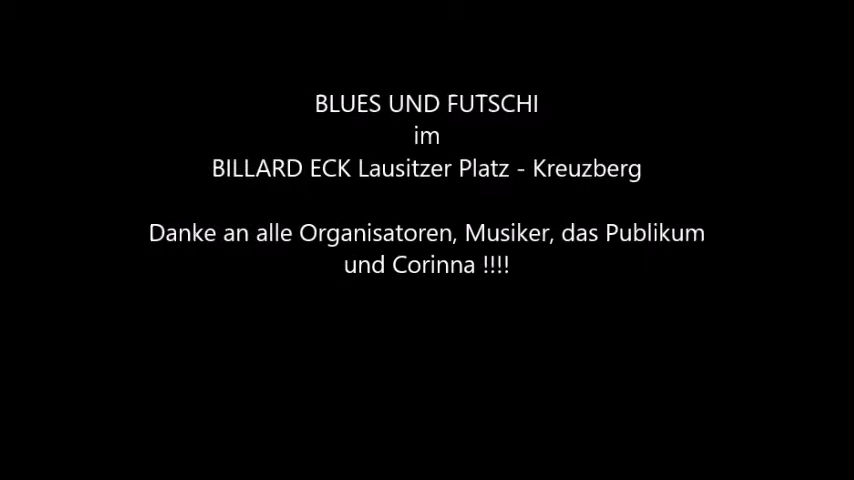 BLUES UND FUTSCHI
im
BILLARD ECK Lausitzer Platz - Kreuzberg
Danke an alle Organisatoren, Musiker, das Publikum
und Corinna !!!!